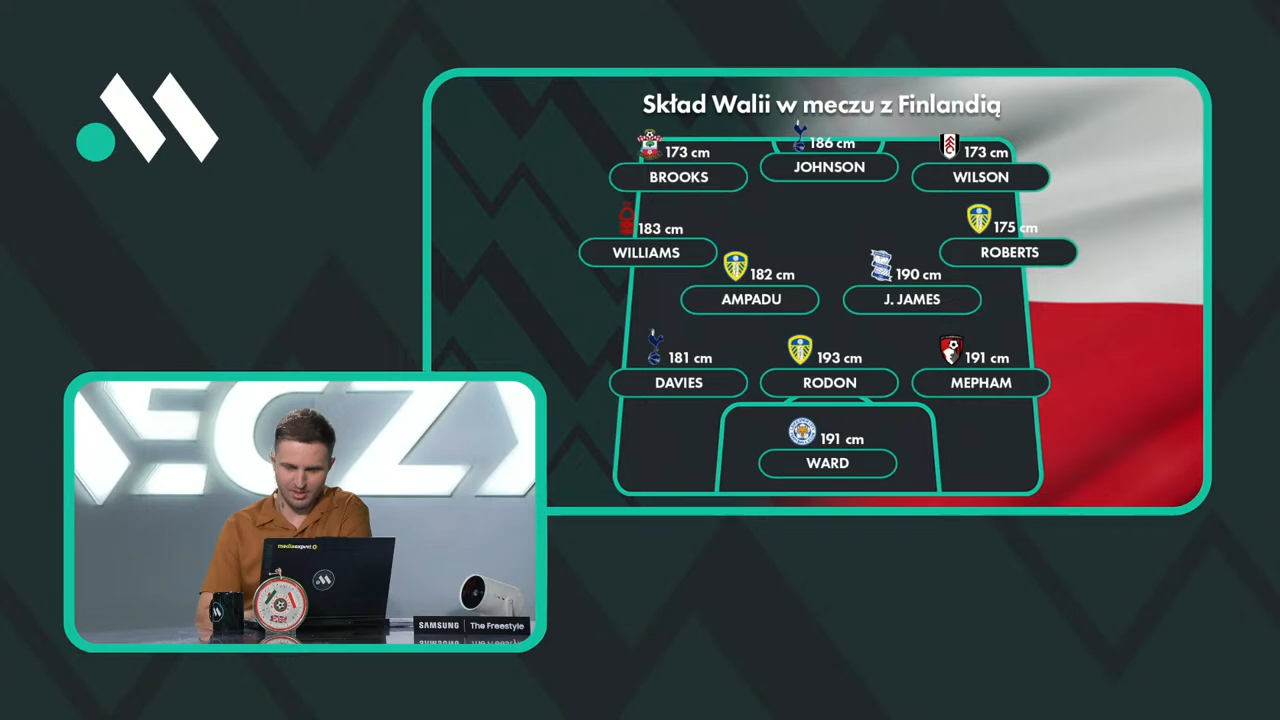 Skład Walii w meczu z Finlandią
173 cm
BROOKS
186 cm
JOHNSON
173 cm
WILSON
183 cm
WILLIAMS
175 cm
ROBERTS
182 cm
AMPADU
190 cm
J. JAMES
181 cm
DAVIES
193 cm
RODON
191 cm
MEPHAM
191 cm
WARD
ECZY
mediaexpert
SAMSUNG | The Freestyle